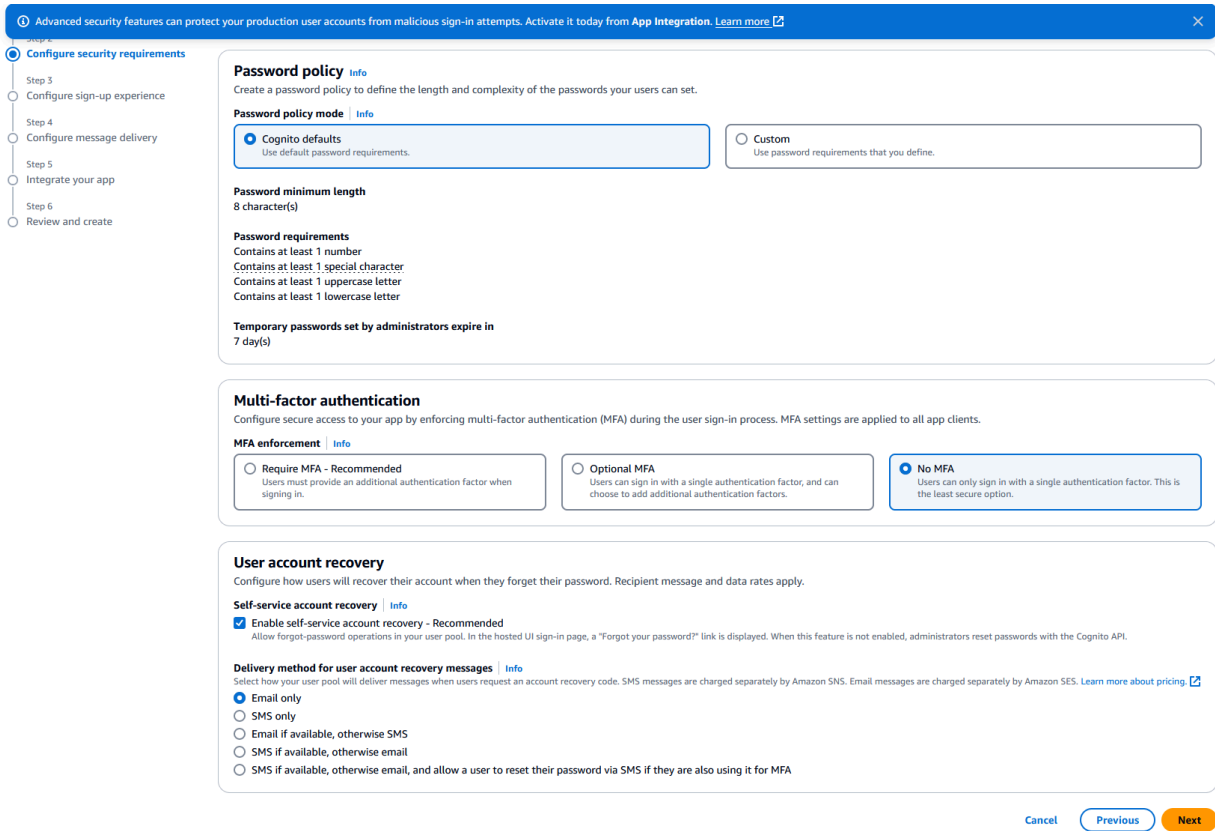 Advanced security features can protect your production user accounts from malicious sign-in attempts. Activate it today from App Integration. Learn more
Step 2
Configure security requirements
Step 3
Configure sign-up experience
Step 4
Configure message delivery
Step 5
Integrate your app
Step 6
Review and create
Password policy Info
Create a password policy to define the length and complexity of the passwords your users can set.
Password policy mode Info
Cognito defaults
Use default password requirements.
Custom
Use password requirements that you define.
Password minimum length
8 character(s)
Password requirements
Contains at least 1 number
Contains at least 1 special character
Contains at least 1 uppercase letter
Contains at least 1 lowercase letter
Temporary passwords set by administrators expire in
7 day(s)
Multi-factor authentication
Configure secure access to your app by enforcing multi-factor authentication (MFA) during the user sign-in process. MFA settings are applied to all app clients.
MFA enforcement Info
Require MFA - Recommended
Users must provide an additional authentication factor when
signing in.
Optional MFA
Users can sign in with a single authentication factor, and can
choose to add additional authentication factors.
No MFA
Users can only sign in with a single authentication factor. This is
the least secure option.
User account recovery
Configure how users will recover their account when they forget their password. Recipient message and data rates apply.
Self-service account recovery Info
Enable self-service account recovery - Recommended
Allow forgot-password operations in your user pool. In the hosted UI sign-in page, a "Forgot your password?" link is displayed. When this feature is not enabled, administrators reset passwords with the Cognito API.
Delivery method for user account recovery messages Info
Select how your user pool will deliver messages when users request an account recovery code. SMS messages are charged separately by Amazon SNS. Email messages are charged separately by Amazon SES. Learn more about pricing.
Email only
SMS only
Email if available, otherwise SMS
SMS if available, otherwise email
SMS if available, otherwise email, and allow a user to reset their password via SMS if they are also using it for MFA
Cancel
Previous
Next